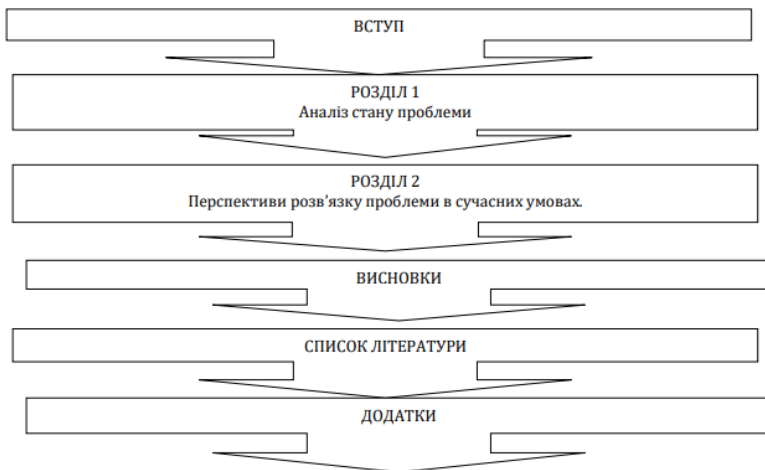 ВСТУП
РОЗДІЛ 1
Аналіз стану проблеми
РОЗДІЛ 2
Перспективи розв’язку проблеми в сучасних умовах.
ВИСНОВКИ
СПИСОК ЛІТЕРАТУРИ
ДОДАТКИ